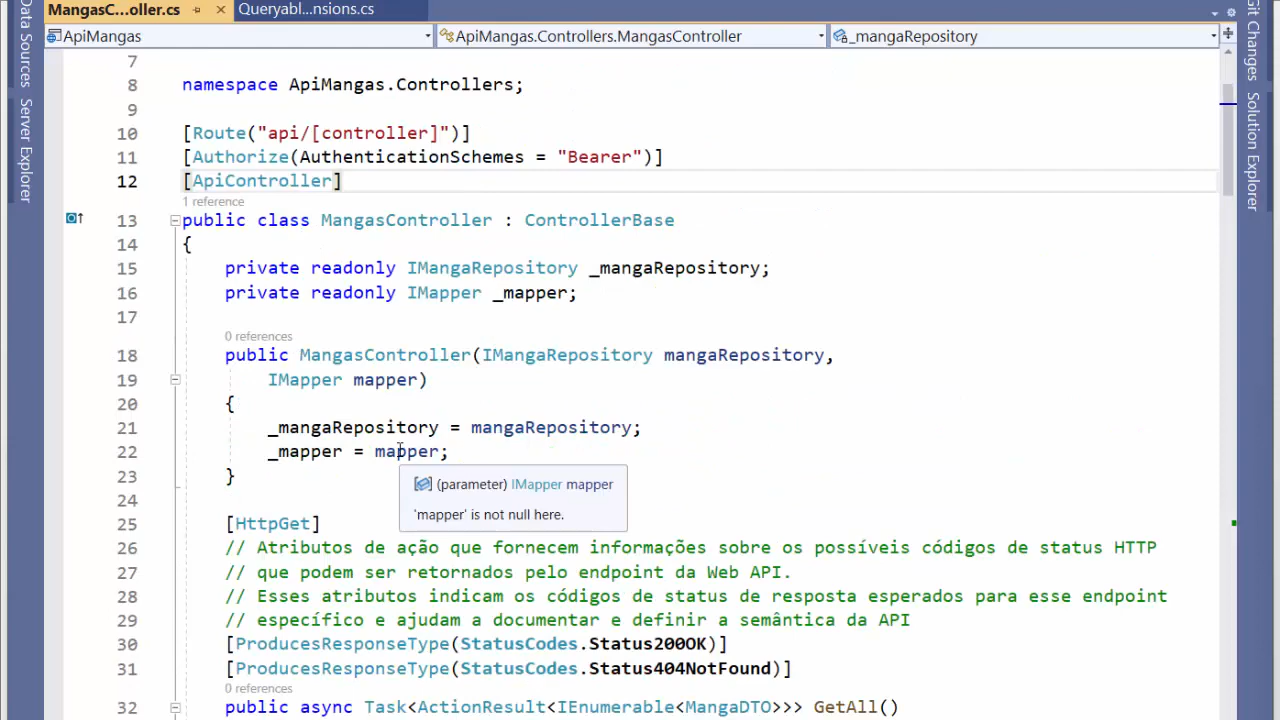 MangasC...oller.cs
Queryabl...nsions.cs
Data Sources
Server Explorer
Git Changes
Solution Explorer
ApiMangas
ApiMangas.Controllers.MangasController
_mangaRepository
7
8 namespace ApiMangas.Controllers;
9
10 [Route("api/[controller]")]
11 [Authorize(AuthenticationSchemes = "Bearer")]
12 [ApiController]
1 reference
13 public class MangasController : ControllerBase
14 {
15 private readonly IMangaRepository _mangaRepository;
16 private readonly IMapper _mapper;
17
0 references
18 public MangasController(IMangaRepository mangaRepository,
19 IMapper mapper)
20 {
21 _mangaRepository = mangaRepository;
22 _mapper = mapper;
23 }
(parameter) IMapper mapper
'mapper' is not null here.
24
25 [HttpGet]
26 // Atributos de ação que fornecem informações sobre os possíveis códigos de status HTTP
27 // que podem ser retornados pelo endpoint da Web API.
28 // Esses atributos indicam os códigos de status de resposta esperados para esse endpoint
29 // específico e ajudam a documentar e definir a semântica da API
30 [ProducesResponseType(StatusCodes.Status200OK)]
31 [ProducesResponseType(StatusCodes.Status404NotFound)]
0 references
32 public async Task<ActionResult<IEnumerable<MangaDTO>>> GetAll()